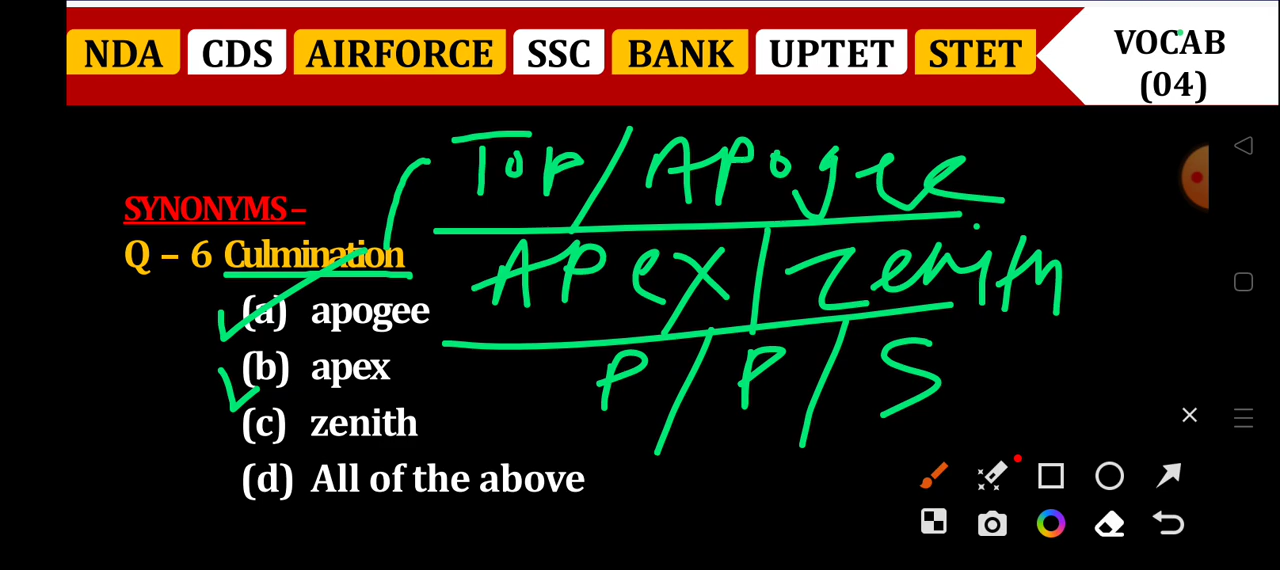 NDA CDS AIRFORCE SSC BANK UPTET STET
VOCAB
(04)
Top/Apogee
SYNONYMS –
Q – 6 Culmination
Apex | Zenith
(a) apogee
(b) apex
P/P/S
(c) zenith
(d) All of the above